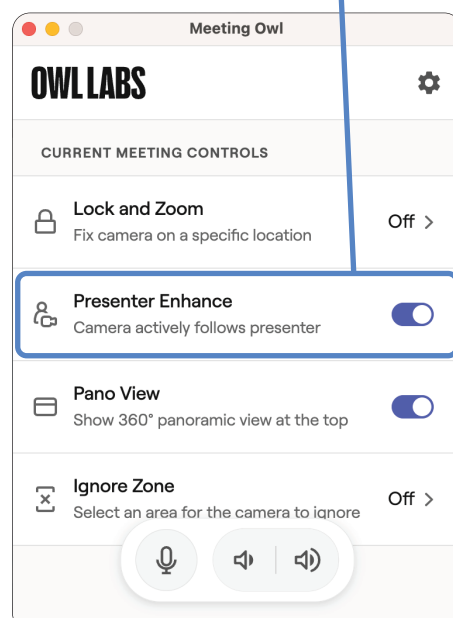 Meeting Owl
OWL LABS
CURRENT MEETING CONTROLS
Lock and Zoom
Off
Fix camera on a specific location
Presenter Enhance
Camera actively follows presenter
Pano View
Show 360° panoramic view at the top
Ignore Zone
Off
Select an area for the camera to ignore